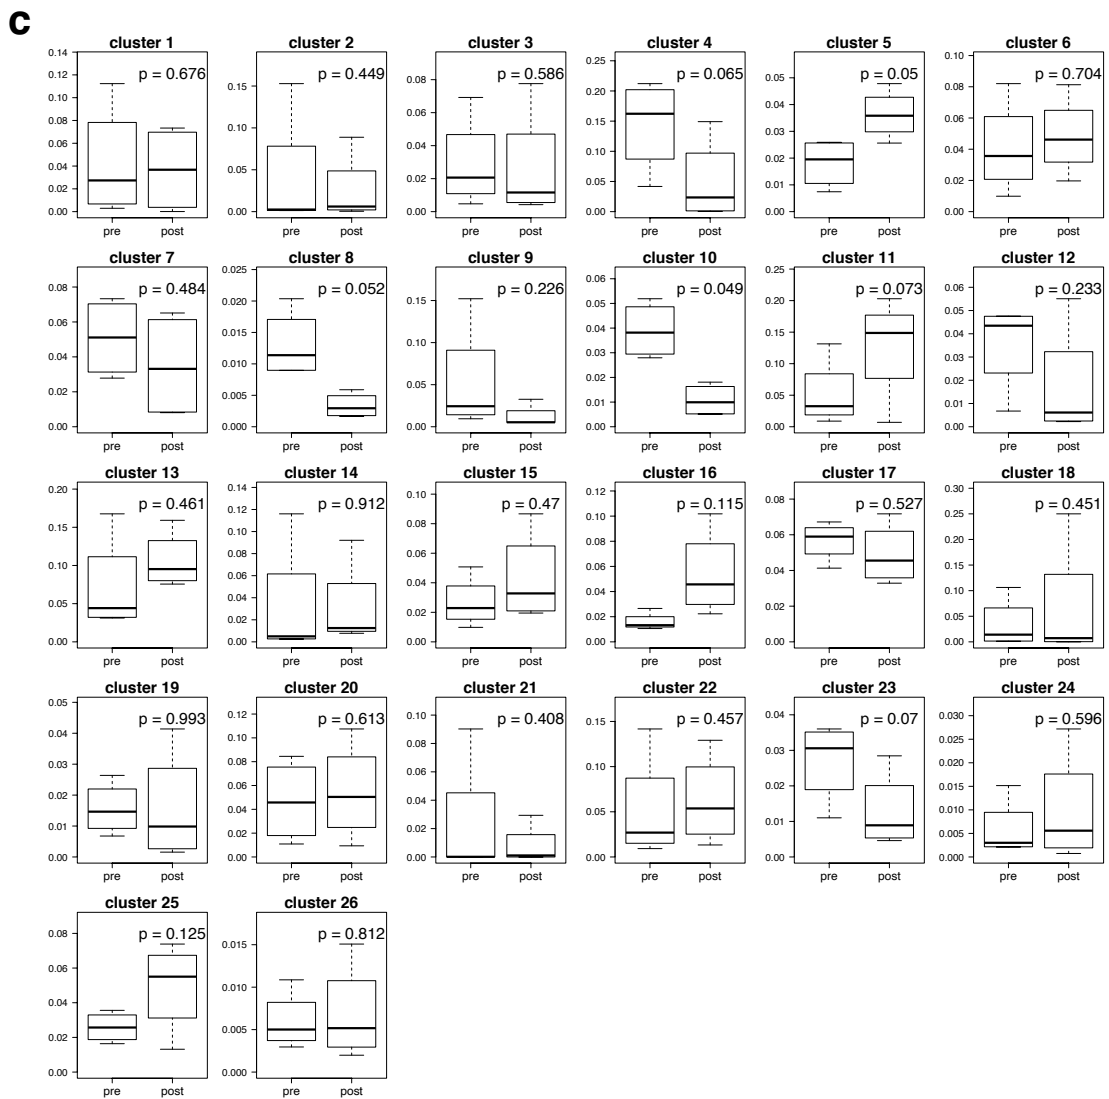 C
cluster 1
p = 0.676
0.14
0.12
0.10
0.08
0.06
0.04
0.02
0.00
pre post
cluster 2
p = 0.449
0.15
0.10
0.05
0.00
pre post
cluster 3
p = 0.586
0.08
0.06
0.04
0.02
0.00
pre post
cluster 4
p = 0.065
0.25
0.20
0.15
0.10
0.05
0.00
pre post
cluster 5
p = 0.05
0.05
0.04
0.03
0.02
0.01
0.00
pre post
cluster 6
p = 0.704
0.10
0.08
0.06
0.04
0.02
0.00
pre post
cluster 7
p = 0.484
0.08
0.06
0.04
0.02
0.00
pre post
cluster 8
p = 0.052
0.025
0.020
0.015
0.010
0.005
0.000
pre post
cluster 9
p = 0.226
0.15
0.10
0.05
0.00
pre post
cluster 10
p = 0.049
0.06
0.05
0.04
0.03
0.02
0.01
0.00
pre post
cluster 11
p = 0.073
0.25
0.20
0.15
0.10
0.05
0.00
pre post
cluster 12
p = 0.233
0.06
0.05
0.04
0.03
0.02
0.01
0.00
pre post
cluster 13
p = 0.461
0.20
0.15
0.10
0.05
0.00
pre post
cluster 14
p = 0.912
0.14
0.12
0.10
0.08
0.06
0.04
0.02
0.00
pre post
cluster 15
p = 0.47
0.10
0.08
0.06
0.04
0.02
0.00
pre post
cluster 16
p = 0.115
0.12
0.10
0.08
0.06
0.04
0.02
0.00
pre post
cluster 17
p = 0.527
0.08
0.06
0.04
0.02
0.00
pre post
cluster 18
p = 0.451
0.30
0.25
0.20
0.15
0.10
0.05
0.00
pre post
cluster 19
p = 0.993
0.05
0.04
0.03
0.02
0.01
0.00
pre post
cluster 20
p = 0.613
0.12
0.10
0.08
0.06
0.04
0.02
0.00
pre post
cluster 21
p = 0.408
0.10
0.08
0.06
0.04
0.02
0.00
pre post
cluster 22
p = 0.457
0.15
0.10
0.05
0.00
pre post
cluster 23
p = 0.07
0.04
0.03
0.02
0.01
0.00
pre post
cluster 24
p = 0.596
0.030
0.025
0.020
0.015
0.010
0.005
0.000
pre post
cluster 25
p = 0.125
0.08
0.06
0.04
0.02
0.00
pre post
cluster 26
p = 0.812
0.015
0.010
0.005
0.000
pre post